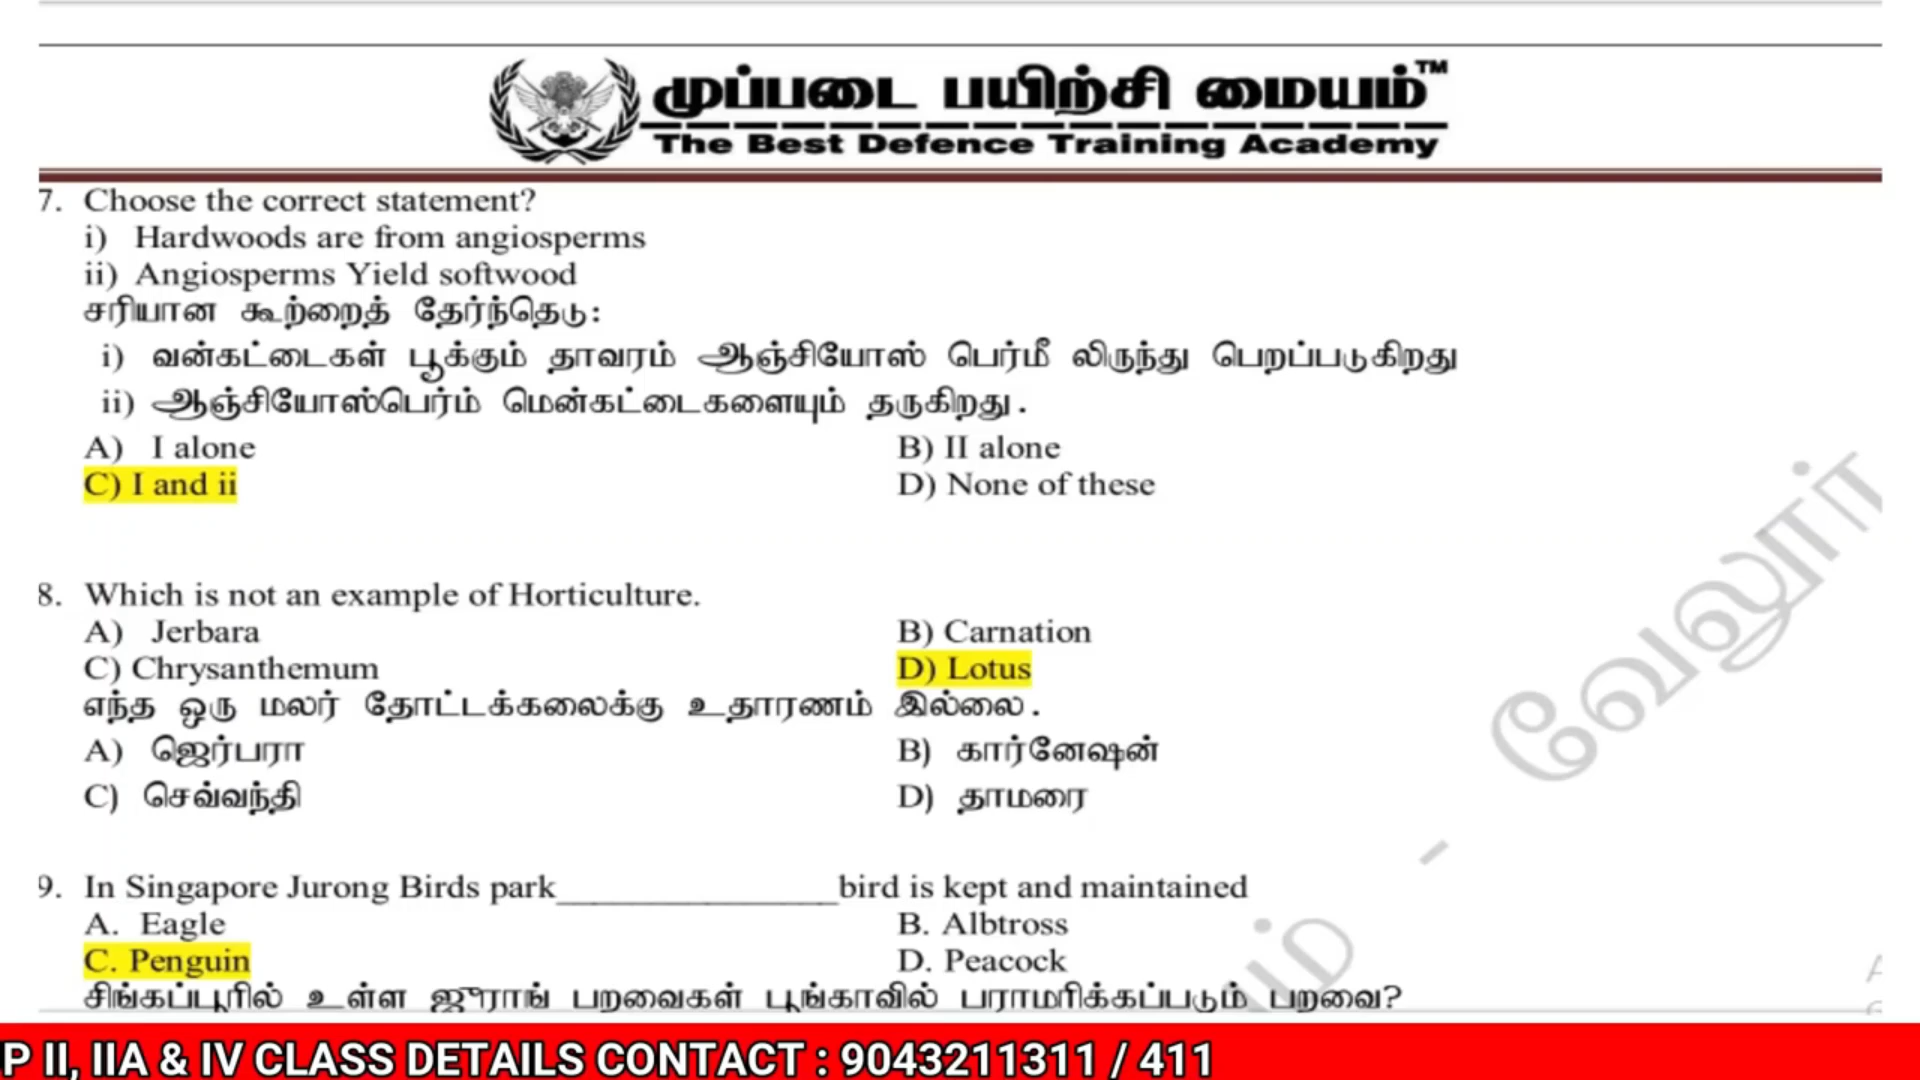 முப்படை பயிற்சி மையம்™
The Best Defence Training Academy
7. Choose the correct statement?
i) Hardwoods are from angiosperms
ii) Angiosperms Yield softwood
சரியான கூற்றைத் தேர்ந்தெடு:
i) வன்கட்டைகள் பூக்கும் தாவரம் ஆஞ்சியோஸ் பெர்மீ லிருந்து பெறப்படுகிறது
ii) ஆஞ்சியோஸ்பெர்ம் மென்கட்டைகளையும் தருகிறது.
A) I alone B) II alone
C) I and ii D) None of these
8. Which is not an example of Horticulture.
A) Jerbara B) Carnation
C) Chrysanthemum D) Lotus
எந்த ஒரு மலர் தோட்டக்கலைக்கு உதாரணம் இல்லை.
A) ஜெர்பரா B) கார்னேஷன்
C) செவ்வந்தி D) தாமரை
9. In Singapore Jurong Birds park_______________bird is kept and maintained
A. Eagle B. Albtross
C. Penguin D. Peacock
சிங்கப்பூரில் உள்ள ஜூராங் பறவைகள் பூங்காவில் பராமரிக்கப்படும் பறவை?
- வேலூர்
P II, IIA & IV CLASS DETAILS CONTACT : 9043211311 / 411